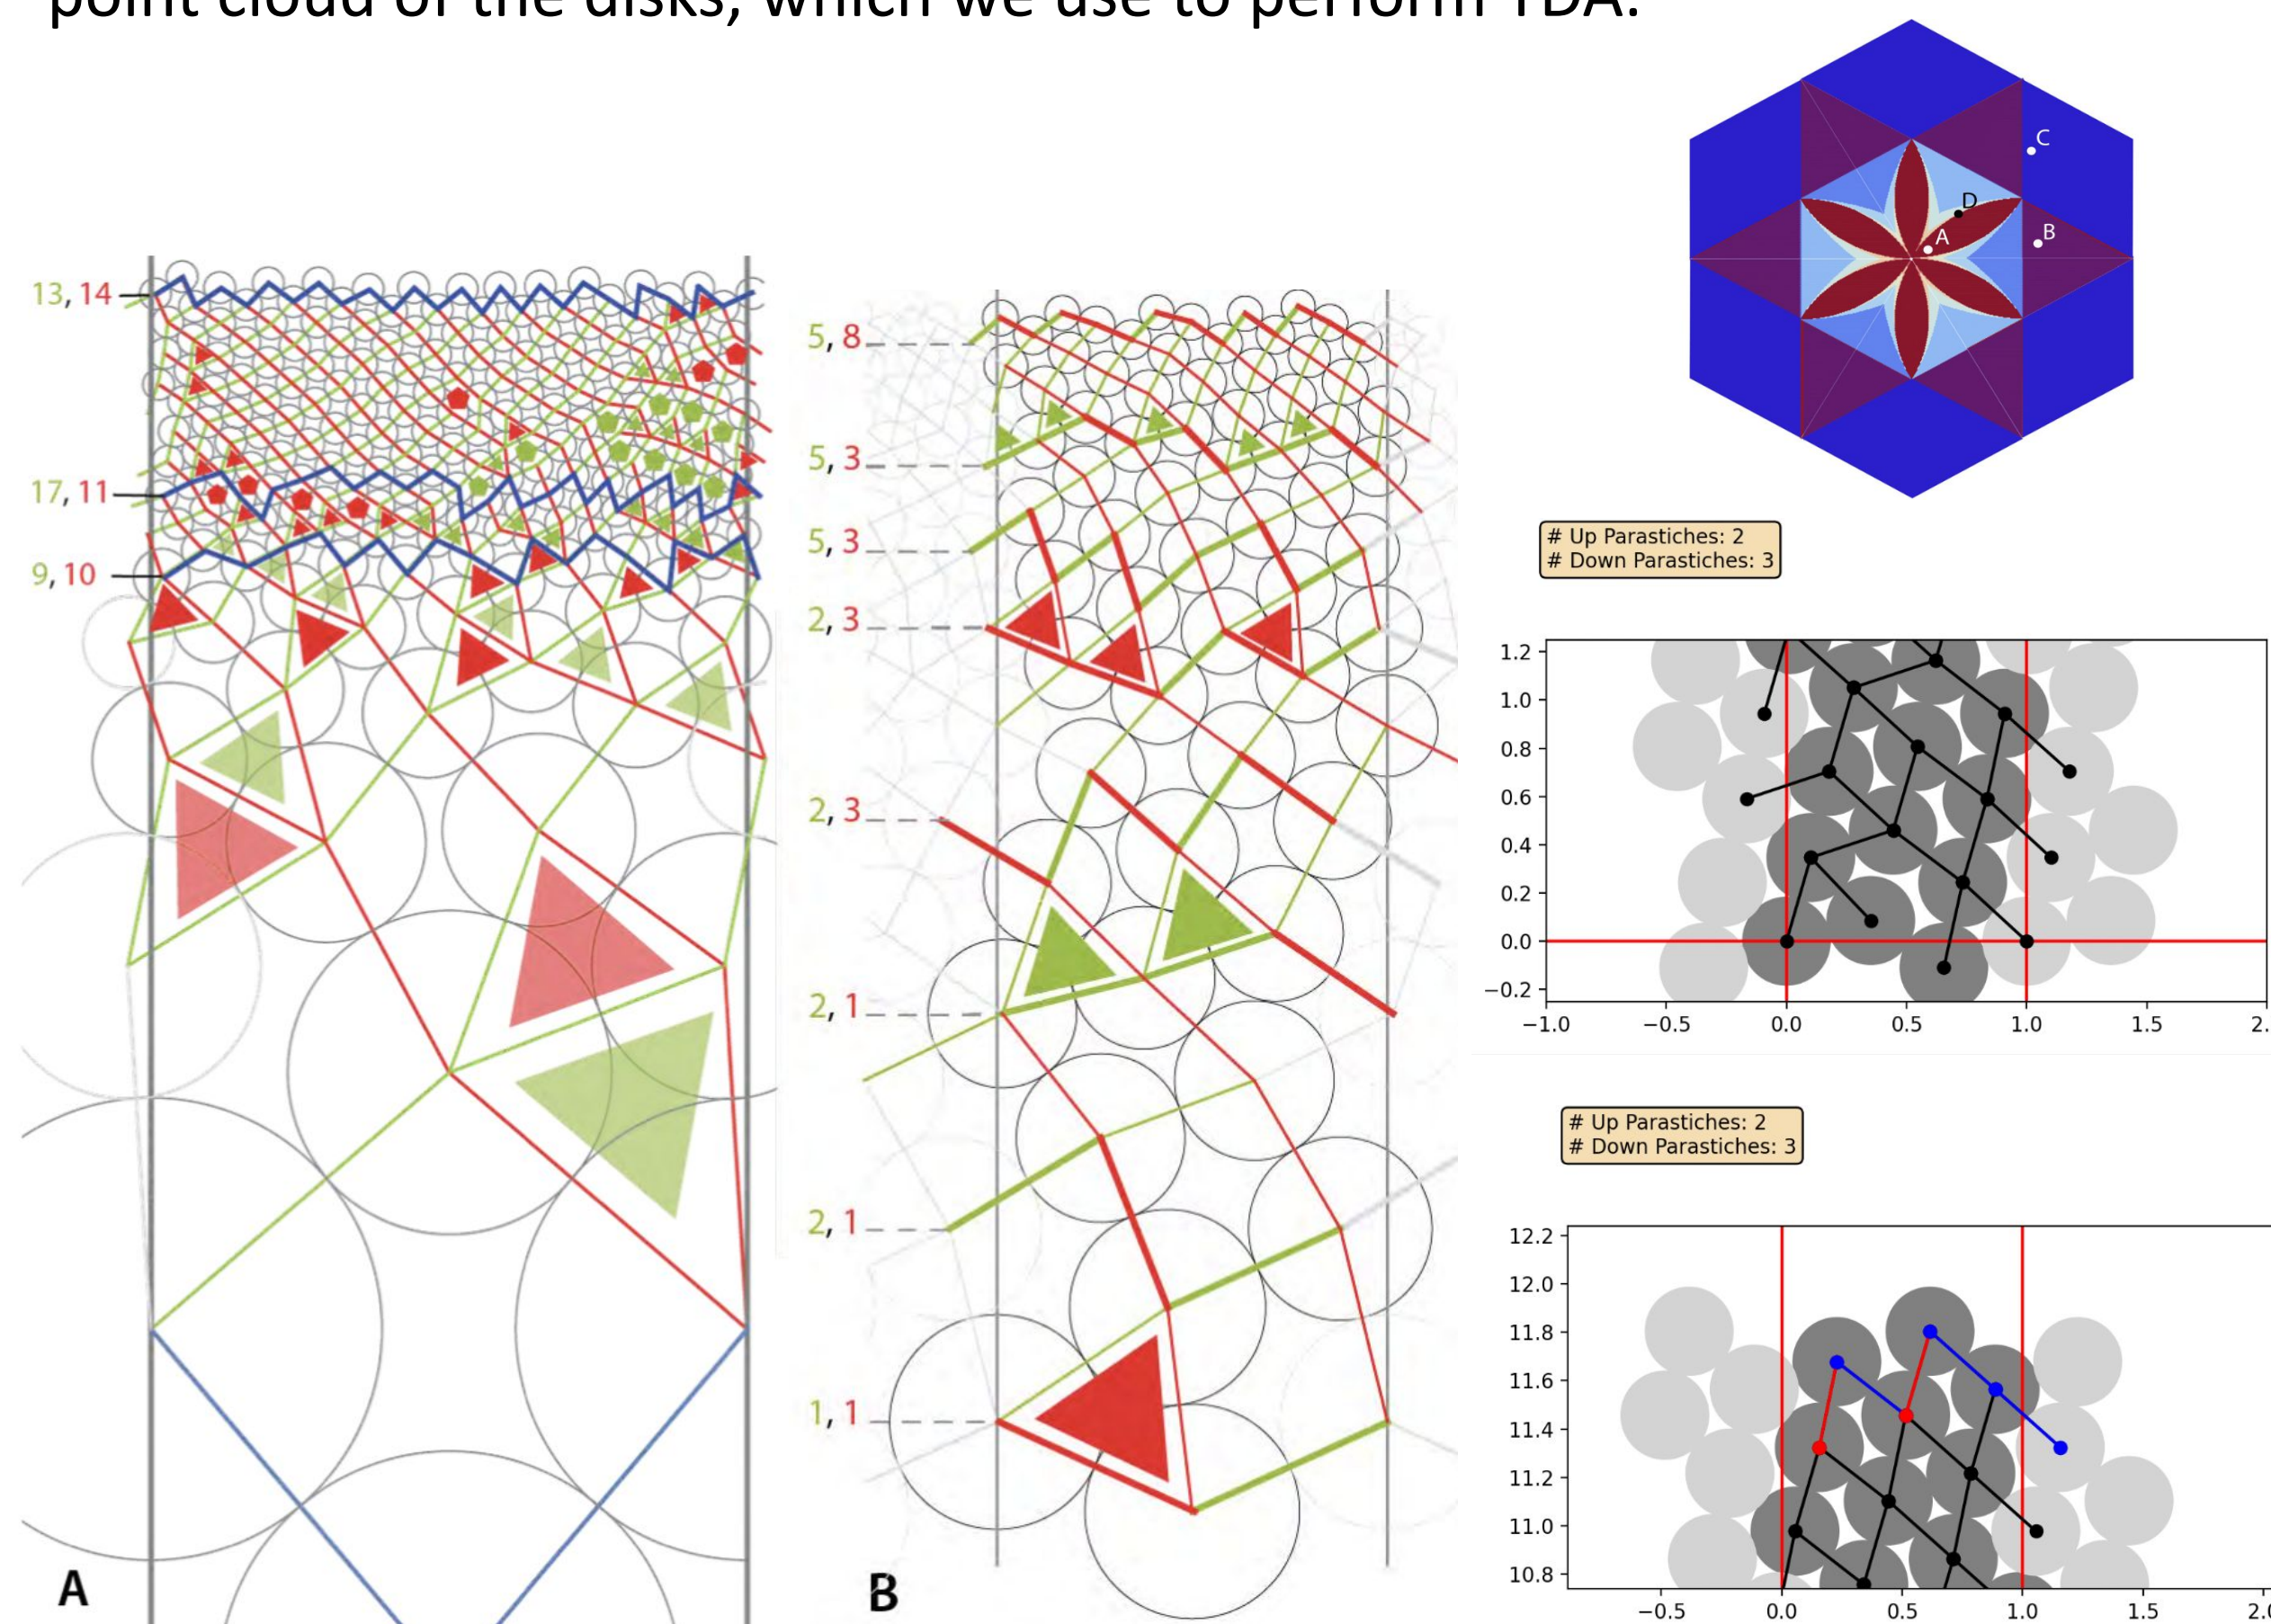 point cloud of the disks, which we use to perform TDA.
13, 14
17, 11
9, 10
A
5, 8
5, 3
5, 3
2, 3
2, 3
2, 1
2, 1
1, 1
B
C
D
A
B
# Up Parastiches: 2
# Down Parastiches: 3
1.2
1.0
0.8
0.6
0.4
0.2
0.0
−0.2
−1.0 −0.5 0.0 0.5 1.0 1.5 2.
# Up Parastiches: 2
# Down Parastiches: 3
12.2
12.0
11.8
11.6
11.4
11.2
11.0
10.8
−0.5 0.0 0.5 1.0 1.5 2.0